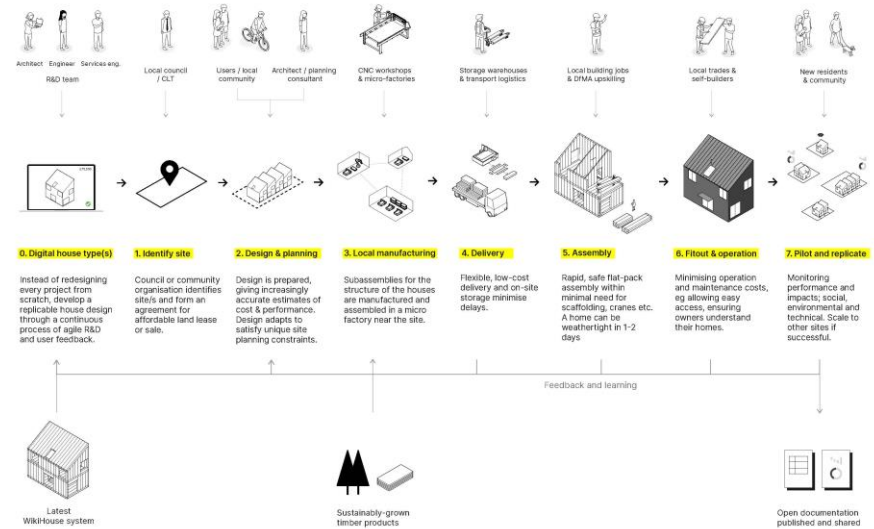 Architect
Engineer
Services eng.
R&D team
Local council
/ CLT
Users / local
community
Architect / planning
consultant
CNC workshops
& micro-factories
Storage warehouses
& transport logistics
Local building jobs
& DfMA upskilling
Local trades &
self-builders
New residents
& community
0. Digital house type(s)
Instead of redesigning
every project from
scratch, develop a
replicable house design
through a continuous
process of agile R&D
and user feedback.
1. Identify site
Council or community
organisation identifies
site/s and form an
agreement for
affordable land lease
or sale.
2. Design & planning
Design is prepared,
giving increasingly
accurate estimates of
cost & performance.
Design adapts to
satisfy unique site
planning constraints.
3. Local manufacturing
Subassemblies for the
structure of the houses
are manufactured and
assembled in a micro
factory near the site.
4. Delivery
Flexible, low-cost
delivery and on-site
storage minimise
delays.
5. Assembly
Rapid, safe flat-pack
assembly within
minimal need for
scaffolding, cranes etc.
A home can be
weathertight in 1-2
days
6. Fitout & operation
Minimising operation
and maintenance costs,
eg allowing easy
access, ensuring
owners understand
their homes.
7. Pilot and replicate
Monitoring
performance and
impacts; social,
environmental and
technical. Scale to
other sites if
successful.
Feedback and learning
Latest
WikiHouse system
Sustainably-grown
timber products
Open documentation
published and shared